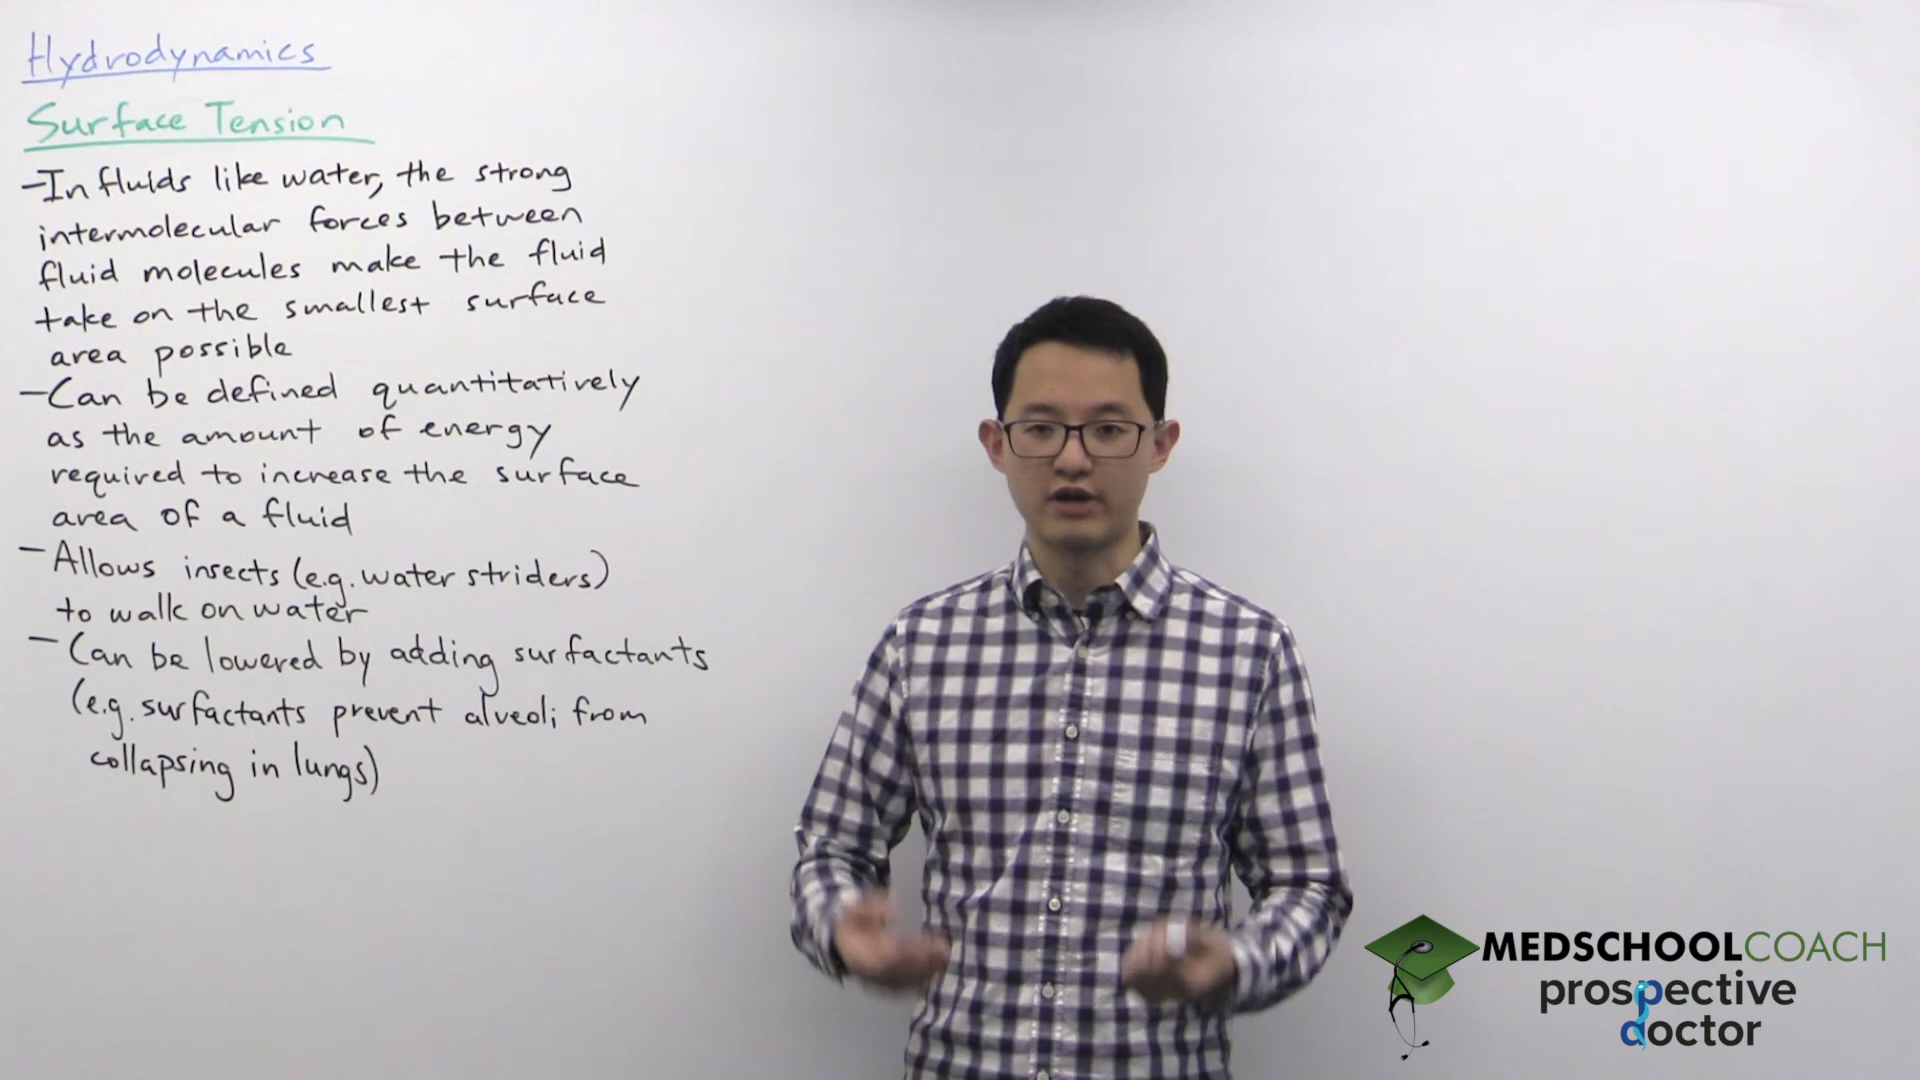 Hydrodynamics
Surface Tension
-In fluids like water, the strong
intermolecular forces between
fluid molecules make the fluid
take on the smallest surface
area possible
-Can be defined quantitatively
as the amount of energy
required to increase the surface
area of a fluid
- Allows insects (e.g. water striders)
to walk on water
- Can be lowered by adding surfactants
(e.g. surfactants prevent alveoli from
collapsing in lungs)
MEDSCHOOLCOACH
prospective
doctor